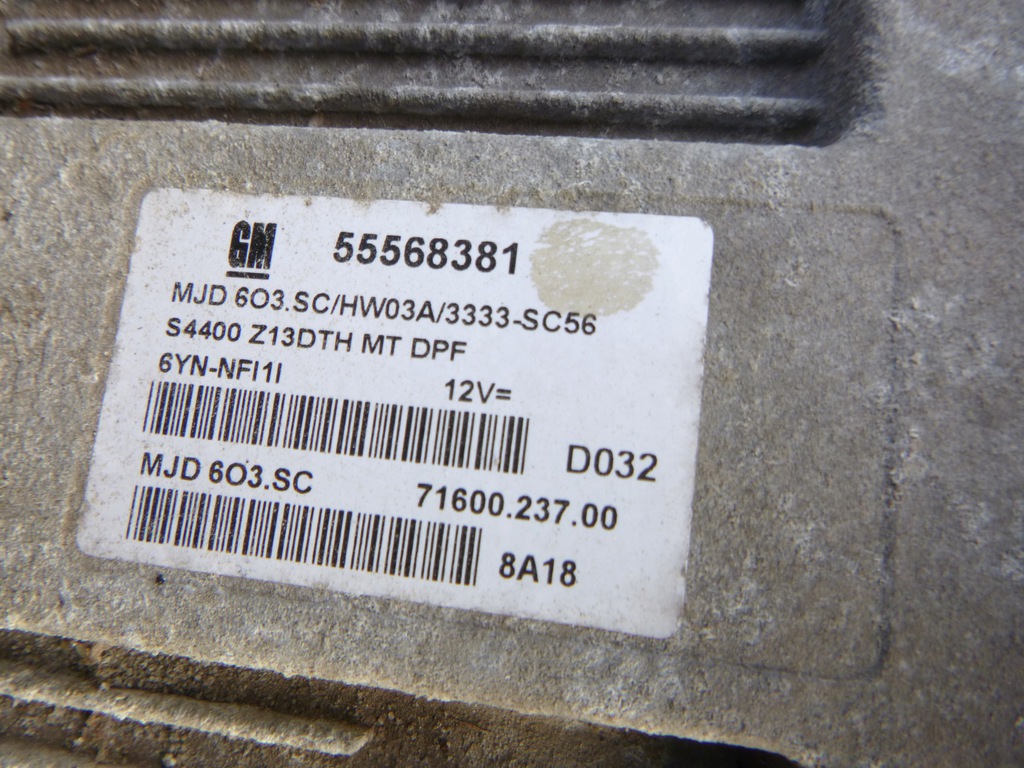 GM 55568381
MJD 6O3.SC/HW03A/3333-SC56
S4400 Z13DTH MT DPF
6YN-NFI1I
12V=
D032
MJD 6O3.SC
71600.237.00
8A18